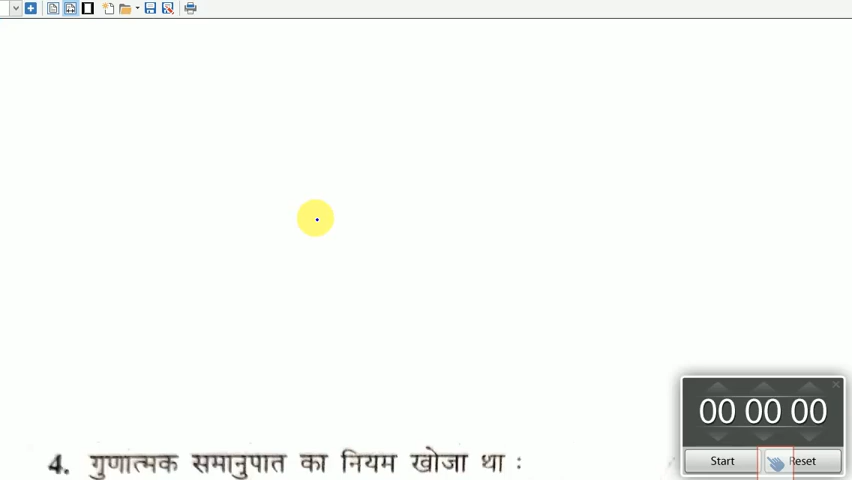 00 00 00
Start
Reset
4. गुणात्मक समानुपात का नियम खोजा था :